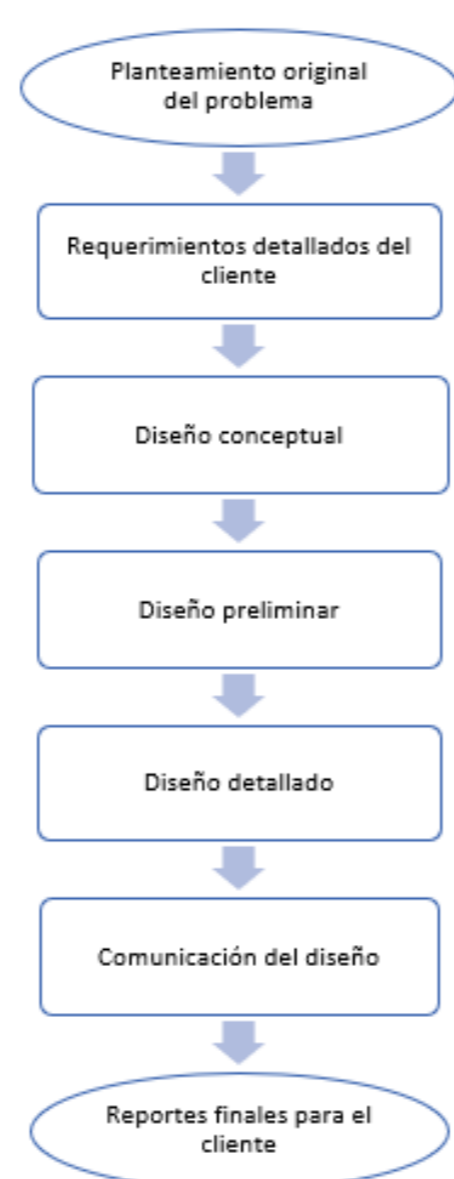 Planteamiento original
del problema
Requerimientos detallados del
cliente
Diseño conceptual
Diseño preliminar
Diseño detallado
Comunicación del diseño
Reportes finales para el
cliente